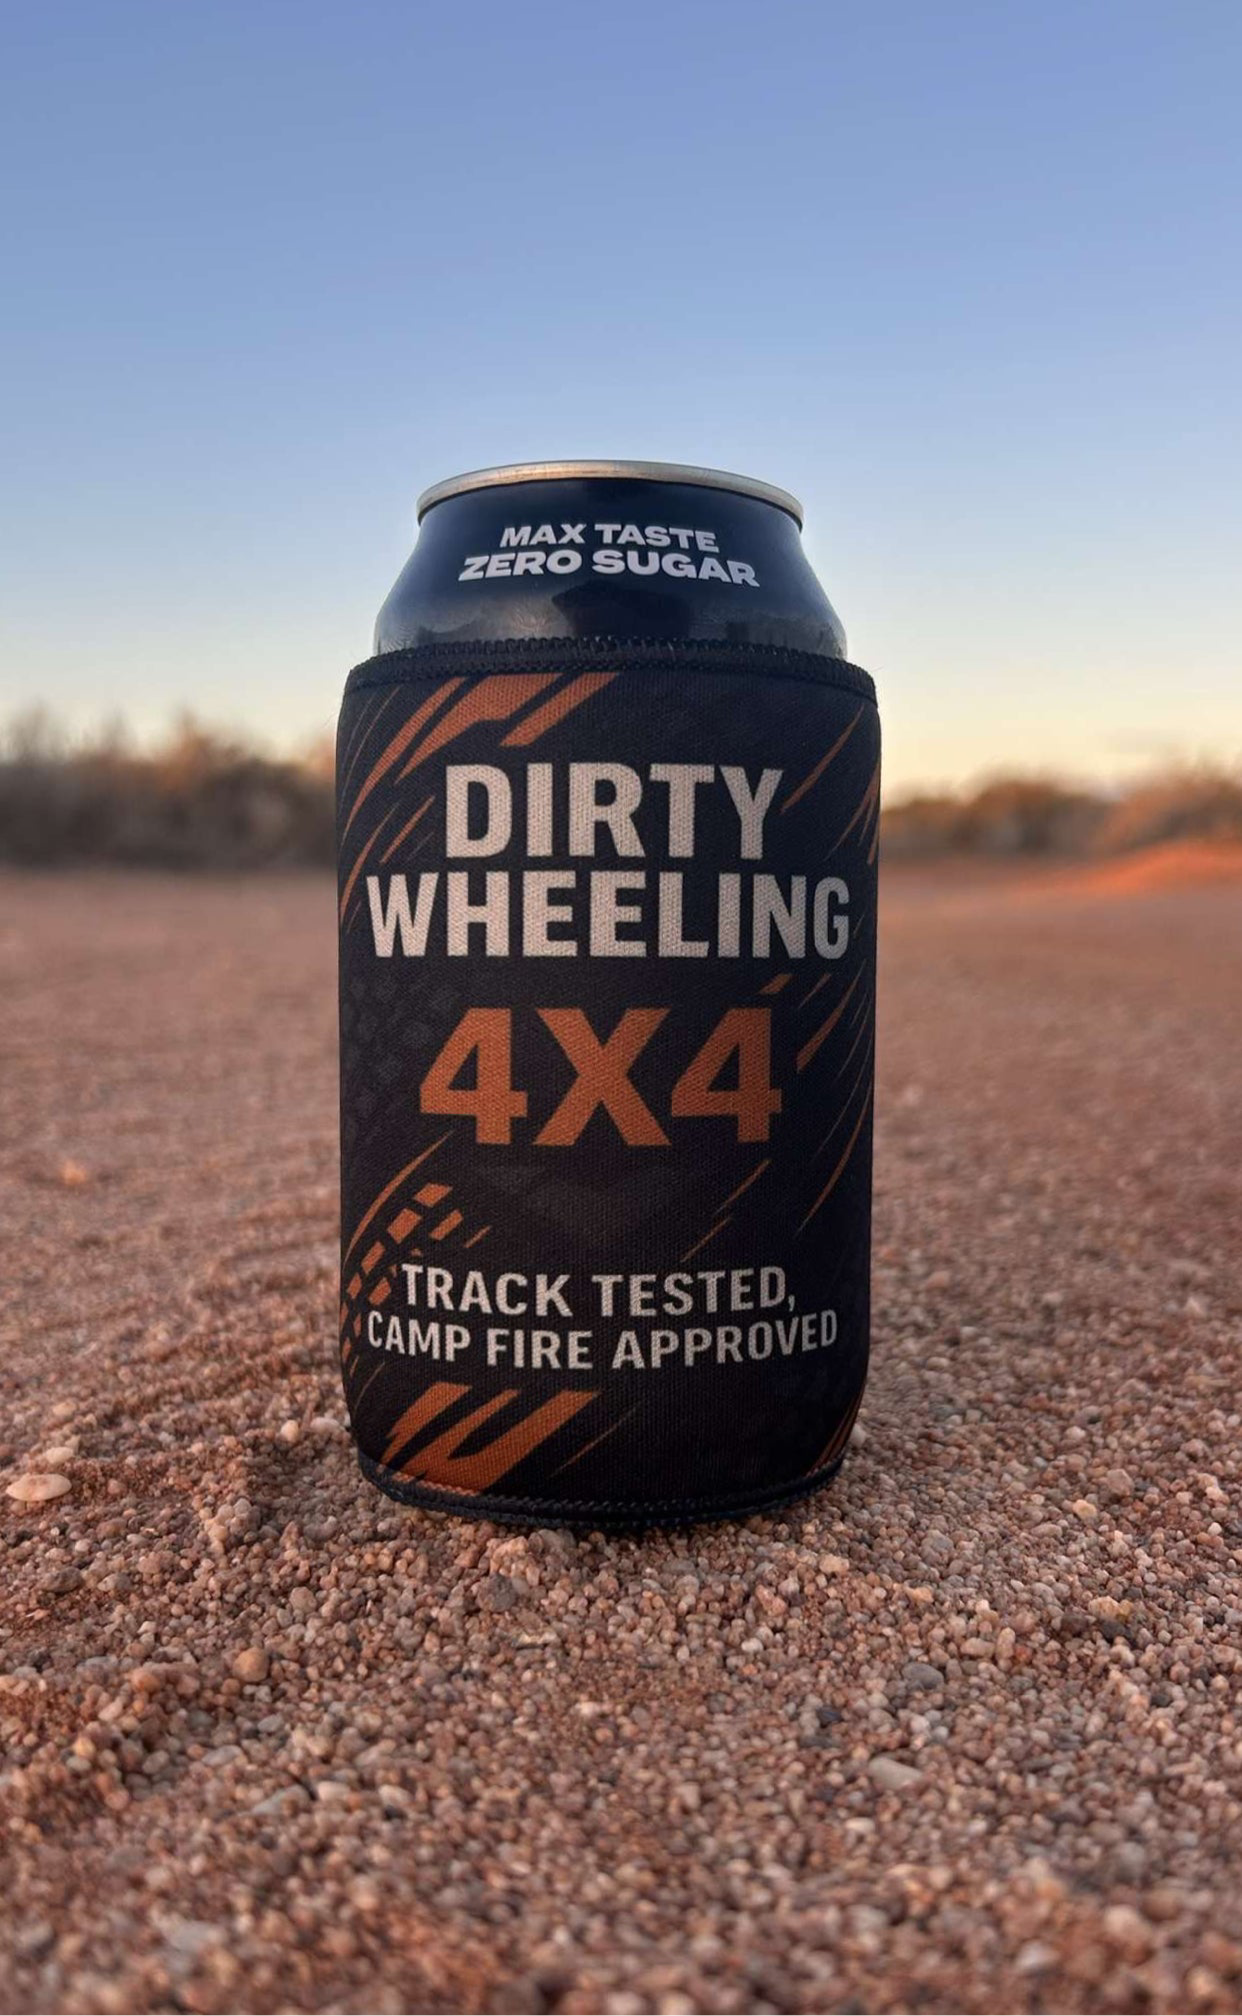 MAX TASTE
ZERO SUGAR
DIRTY
WHEELING
4X4
TRACK TESTED,
CAMP FIRE APPROVED